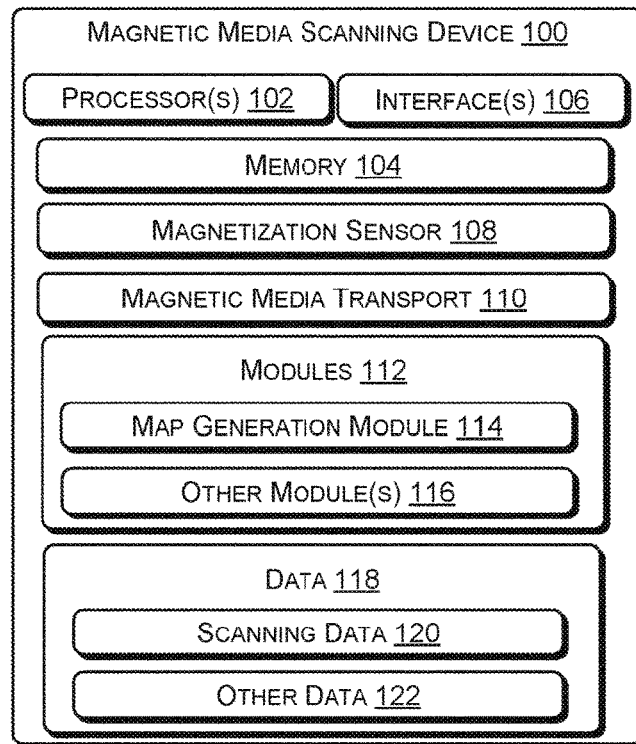 MAGNETIC MEDIA SCANNING DEVICE 100
PROCESSOR(S) 102
INTERFACE(S) 106
MEMORY 104
MAGNETIZATION SENSOR 108
MAGNETIC MEDIA TRANSPORT 110
MODULES 112
MAP GENERATION MODULE 114
OTHER MODULE(S) 116
DATA 118
SCANNING DATA 120
OTHER DATA 122